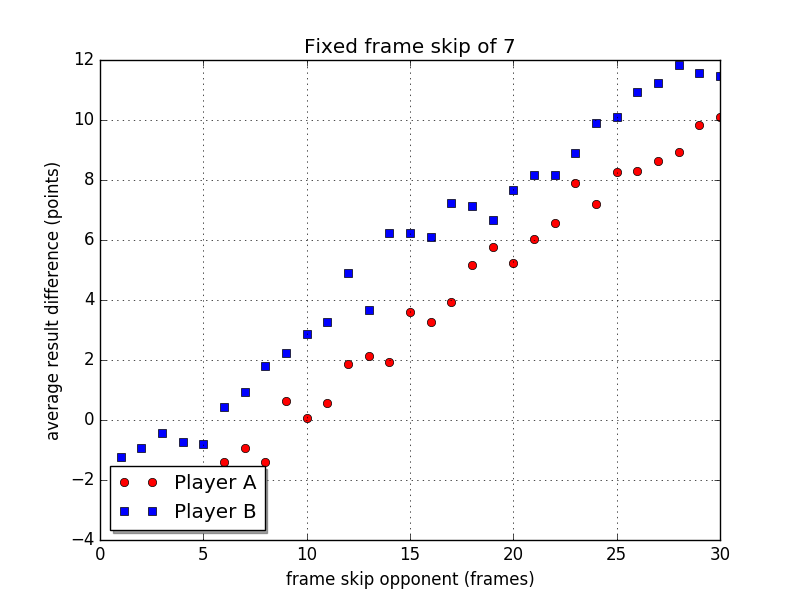 Fixed frame skip of 7
12
10
8
6
4
2
0
−2
−4
average result difference (points)
Player A
Player B
0 5 10 15 20 25 30
frame skip opponent (frames)